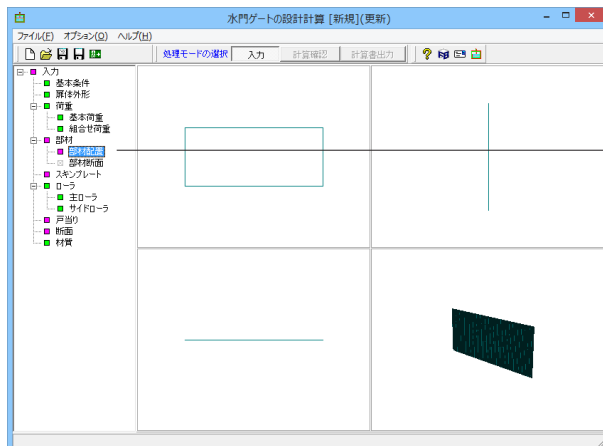 水門ゲートの設計計算 [新規](更新)
ファイル(F) オプション(O) ヘルプ(H)
処理モードの選択 入力 計算確認 計算書出力
入力
基本条件
扉体外形
荷重
基本荷重
組合せ荷重
部材
部材配置
部材断面
スキンプレート
ローラ
主ローラ
サイドローラ
戸当り
断面
材質